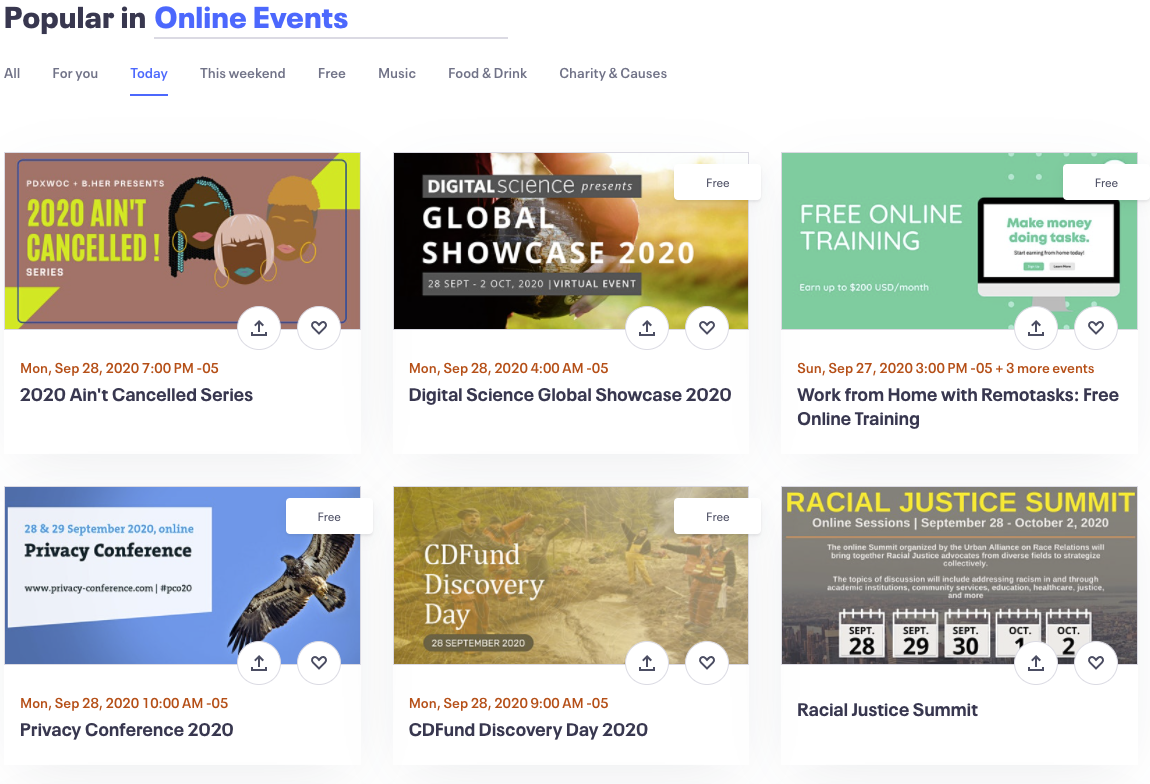 Popular in Online Events
All For you Today This weekend Free Music Food & Drink Charity & Causes
PDXWOC + B.HER PRESENTS
2020 AIN'T
CANCELLED !
SERIES
Mon, Sep 28, 2020 7:00 PM -05
2020 Ain't Cancelled Series
Free
DIGITALSCIENCE presents
GLOBAL
SHOWCASE 2020
28 SEPT - 2 OCT, 2020 | VIRTUAL EVENT
Mon, Sep 28, 2020 4:00 AM -05
Digital Science Global Showcase 2020
Free
FREE ONLINE
TRAINING
Earn up to $200 USD/month
Make money
doing tasks.
Start earning from home today!
Sign Up Learn More
Sun, Sep 27, 2020 3:00 PM -05 + 3 more events
Work from Home with Remotasks: Free
Online Training
Free
28 & 29 September 2020, online
Privacy Conference
www.privacy-conference.com | #pco20
Mon, Sep 28, 2020 10:00 AM -05
Privacy Conference 2020
Free
CDFund
Discovery
Day
28 SEPTEMBER 2020
Mon, Sep 28, 2020 9:00 AM -05
CDFund Discovery Day 2020
RACIAL JUSTICE SUMMIT
Online Sessions | September 28 - October 2, 2020
The online Summit organized by the Urban Alliance on Race Relations will
bring together Racial Justice advocates from diverse fields to strategize
collectively.
The topics of discussion will include addressing racism in and through
academic institutions, community services, education, healthcare, justice,
and more
SEPT. SEPT. SEPT. OCT. OCT.
28 29 30 1 2
Racial Justice Summit